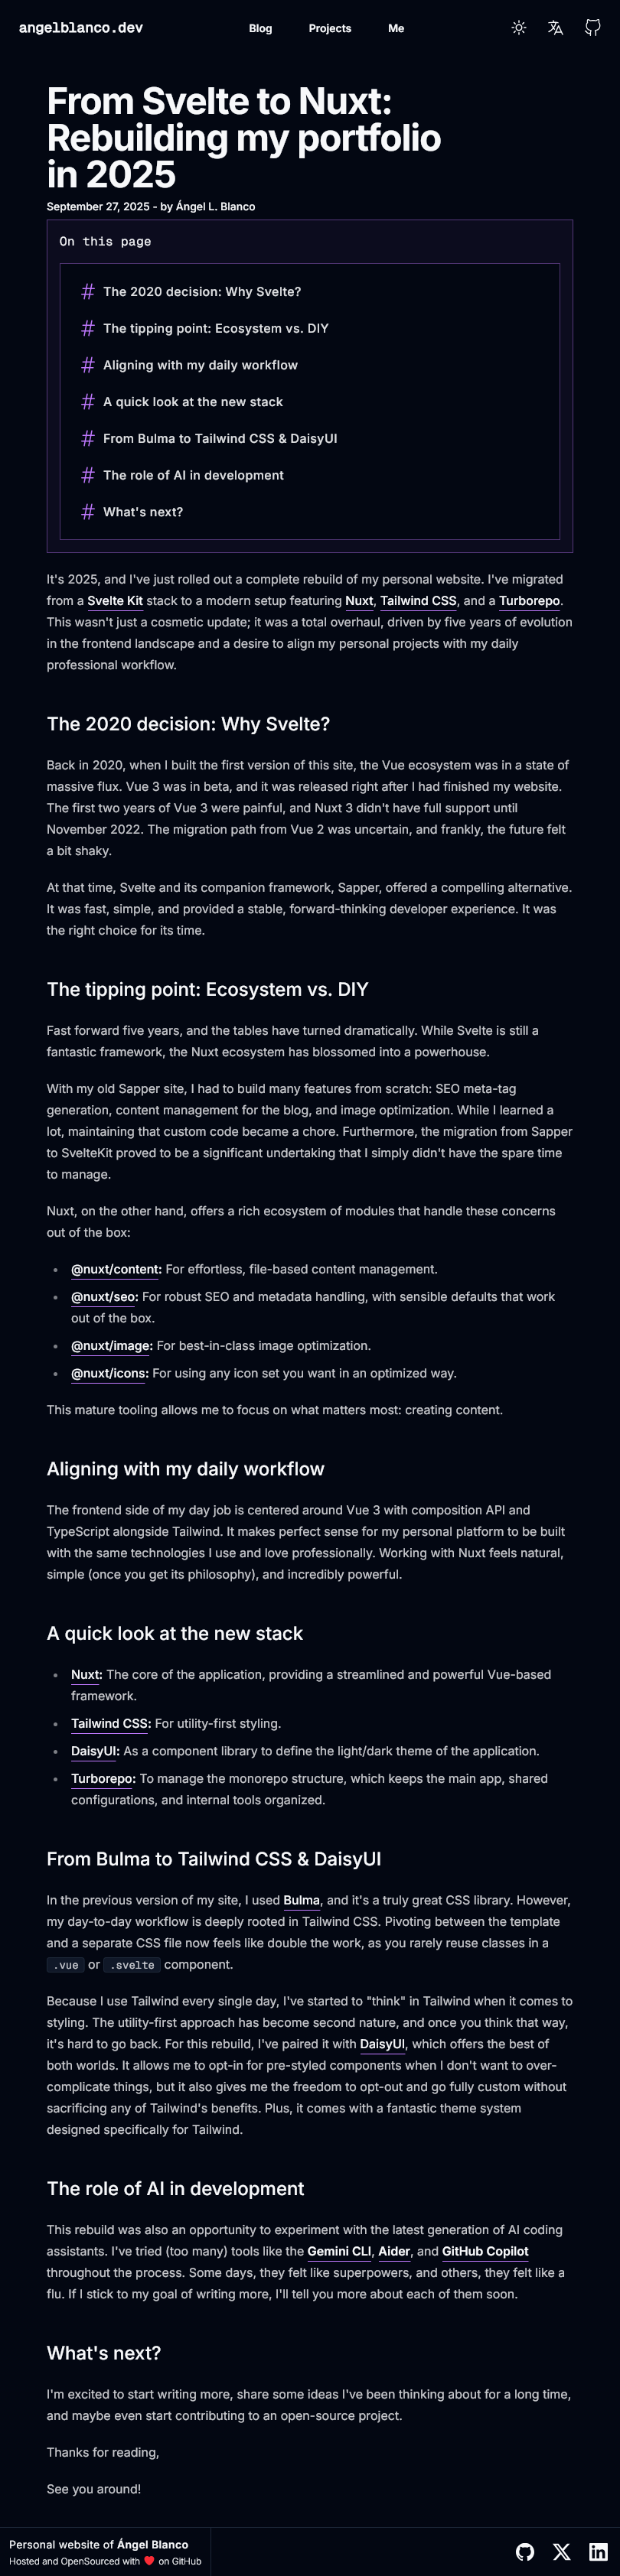 angelblanco.dev
Blog
Projects
Me
From Svelte to Nuxt:
Rebuilding my portfolio
in 2025
September 27, 2025 - by Ángel L. Blanco
On this page
# The 2020 decision: Why Svelte?
# The tipping point: Ecosystem vs. DIY
# Aligning with my daily workflow
# A quick look at the new stack
# From Bulma to Tailwind CSS & DaisyUI
# The role of AI in development
# What's next?
It's 2025, and I've just rolled out a complete rebuild of my personal website. I've migrated
from a Svelte Kit stack to a modern setup featuring Nuxt, Tailwind CSS, and a Turborepo.
This wasn't just a cosmetic update; it was a total overhaul, driven by five years of evolution
in the frontend landscape and a desire to align my personal projects with my daily
professional workflow.
The 2020 decision: Why Svelte?
Back in 2020, when I built the first version of this site, the Vue ecosystem was in a state of
massive flux. Vue 3 was in beta, and it was released right after I had finished my website.
The first two years of Vue 3 were painful, and Nuxt 3 didn't have full support until
November 2022. The migration path from Vue 2 was uncertain, and frankly, the future felt
a bit shaky.
At that time, Svelte and its companion framework, Sapper, offered a compelling alternative.
It was fast, simple, and provided a stable, forward-thinking developer experience. It was
the right choice for its time.
The tipping point: Ecosystem vs. DIY
Fast forward five years, and the tables have turned dramatically. While Svelte is still a
fantastic framework, the Nuxt ecosystem has blossomed into a powerhouse.
With my old Sapper site, I had to build many features from scratch: SEO meta-tag
generation, content management for the blog, and image optimization. While I learned a
lot, maintaining that custom code became a chore. Furthermore, the migration from Sapper
to SvelteKit proved to be a significant undertaking that I simply didn't have the spare time
to manage.
Nuxt, on the other hand, offers a rich ecosystem of modules that handle these concerns
out of the box:
• @nuxt/content: For effortless, file-based content management.
• @nuxt/seo: For robust SEO and metadata handling, with sensible defaults that work
out of the box.
• @nuxt/image: For best-in-class image optimization.
• @nuxt/icons: For using any icon set you want in an optimized way.
This mature tooling allows me to focus on what matters most: creating content.
Aligning with my daily workflow
The frontend side of my day job is centered around Vue 3 with composition API and
TypeScript alongside Tailwind. It makes perfect sense for my personal platform to be built
with the same technologies I use and love professionally. Working with Nuxt feels natural,
simple (once you get its philosophy), and incredibly powerful.
A quick look at the new stack
• Nuxt: The core of the application, providing a streamlined and powerful Vue-based
framework.
• Tailwind CSS: For utility-first styling.
• DaisyUI: As a component library to define the light/dark theme of the application.
• Turborepo: To manage the monorepo structure, which keeps the main app, shared
configurations, and internal tools organized.
From Bulma to Tailwind CSS & DaisyUI
In the previous version of my site, I used Bulma, and it's a truly great CSS library. However,
my day-to-day workflow is deeply rooted in Tailwind CSS. Pivoting between the template
and a separate CSS file now feels like double the work, as you rarely reuse classes in a
.vue or .svelte component.
Because I use Tailwind every single day, I've started to "think" in Tailwind when it comes to
styling. The utility-first approach has become second nature, and once you think that way,
it's hard to go back. For this rebuild, I've paired it with DaisyUI, which offers the best of
both worlds. It allows me to opt-in for pre-styled components when I don't want to over-
complicate things, but it also gives me the freedom to opt-out and go fully custom without
sacrificing any of Tailwind's benefits. Plus, it comes with a fantastic theme system
designed specifically for Tailwind.
The role of AI in development
This rebuild was also an opportunity to experiment with the latest generation of AI coding
assistants. I've tried (too many) tools like the Gemini CLI, Aider, and GitHub Copilot
throughout the process. Some days, they felt like superpowers, and others, they felt like a
flu. If I stick to my goal of writing more, I'll tell you more about each of them soon.
What's next?
I'm excited to start writing more, share some ideas I've been thinking about for a long time,
and maybe even start contributing to an open-source project.
Thanks for reading,
See you around!
Personal website of Ángel Blanco
Hosted and OpenSourced with ❤️ on GitHub